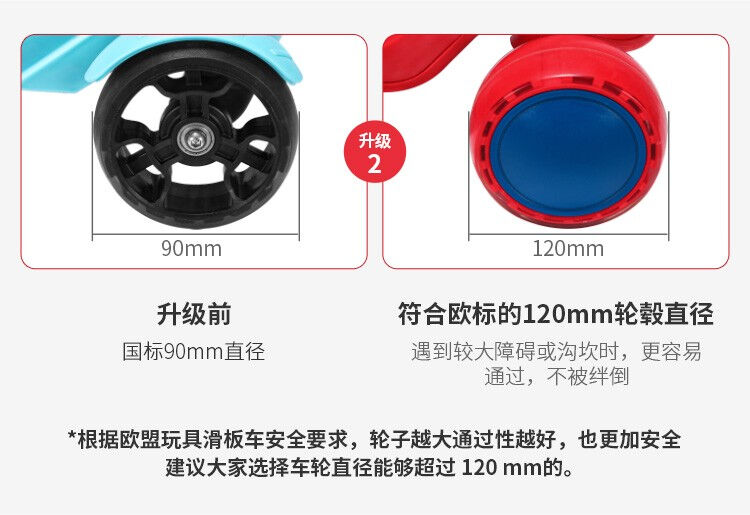 升级
2
90mm
120mm
升级前
国标90mm直径
符合欧标的120mm轮毂直径
遇到较大障碍或沟坎时，更容易
通过，不被绊倒
*根据欧盟玩具滑板车安全要求，轮子越大通过性越好，也更加安全
建议大家选择车轮直径能够超过 120 mm的。